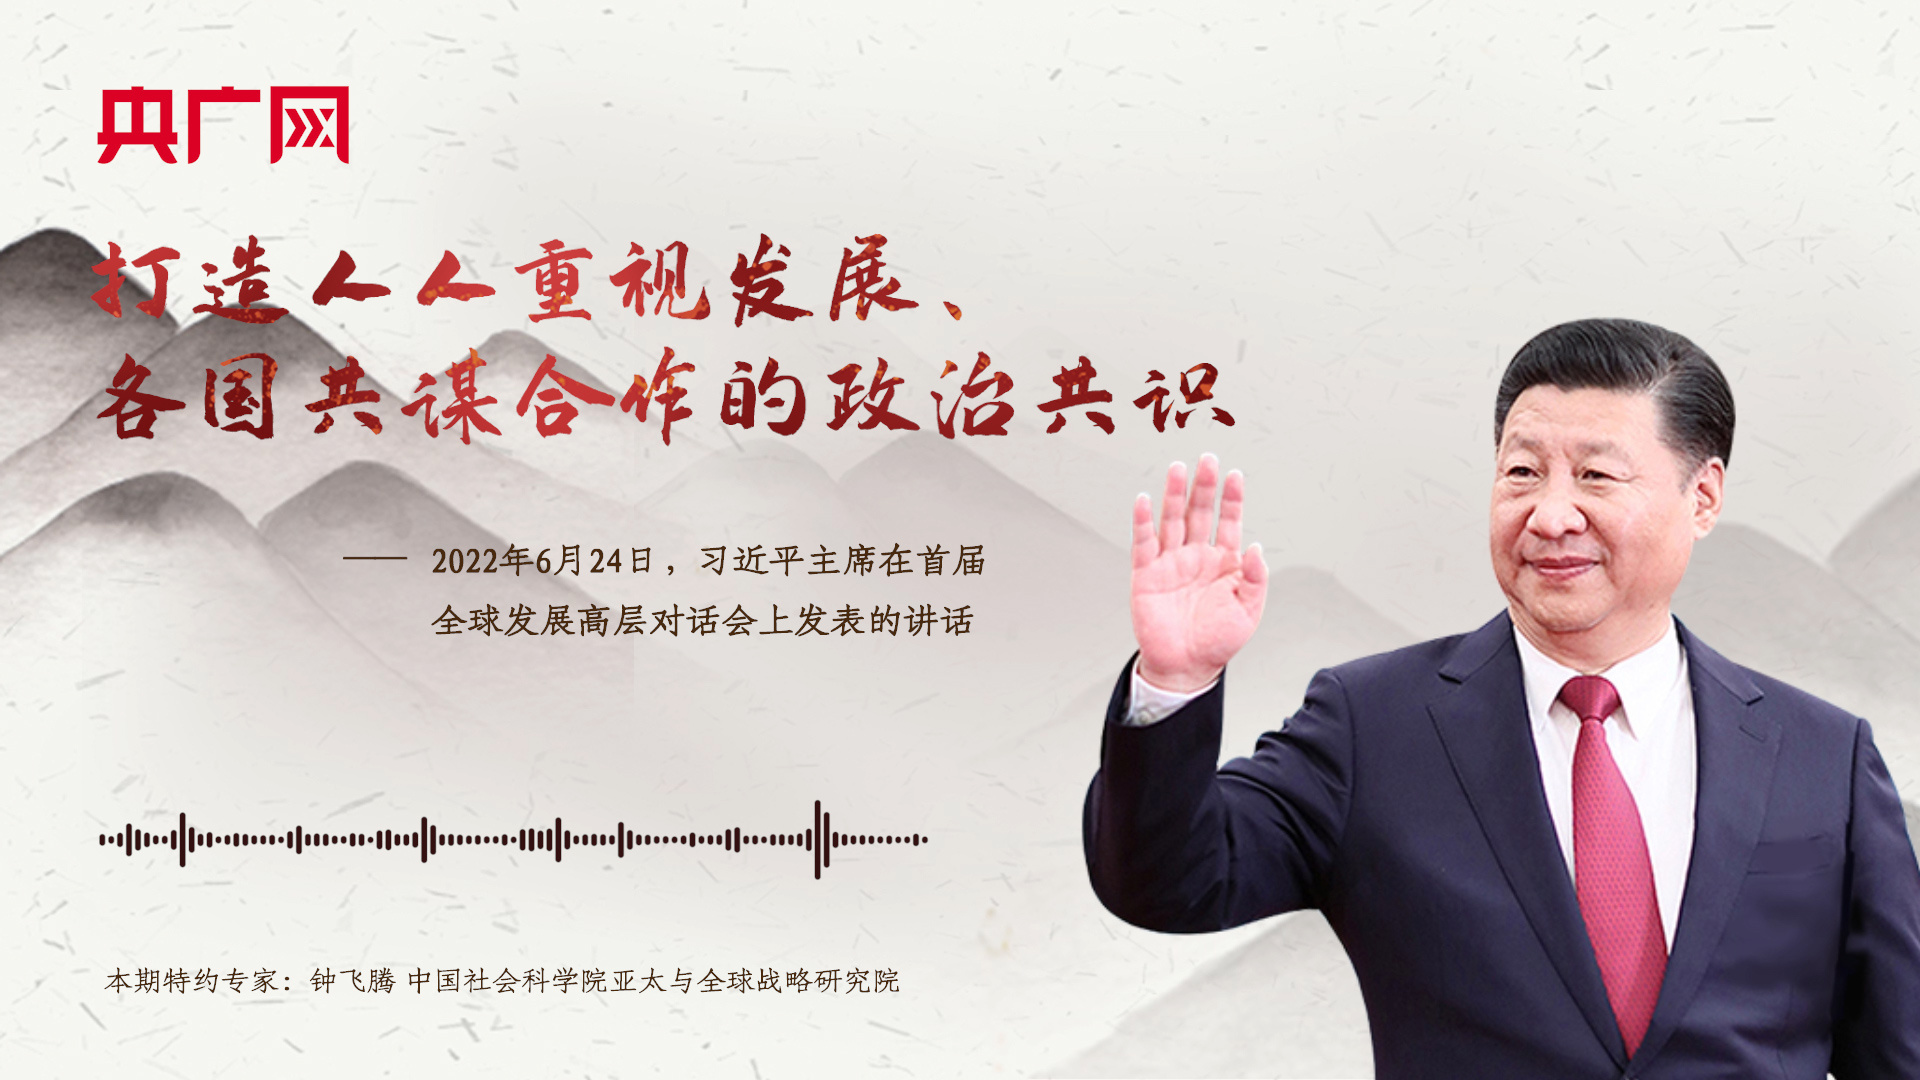 央广网
打造人人重视发展、
各国共谋合作的政治共识
—— 2022年6月24日，习近平主席在首届
全球发展高层对话会上发表的讲话
本期特约专家：钟飞腾 中国社会科学院亚太与全球战略研究院